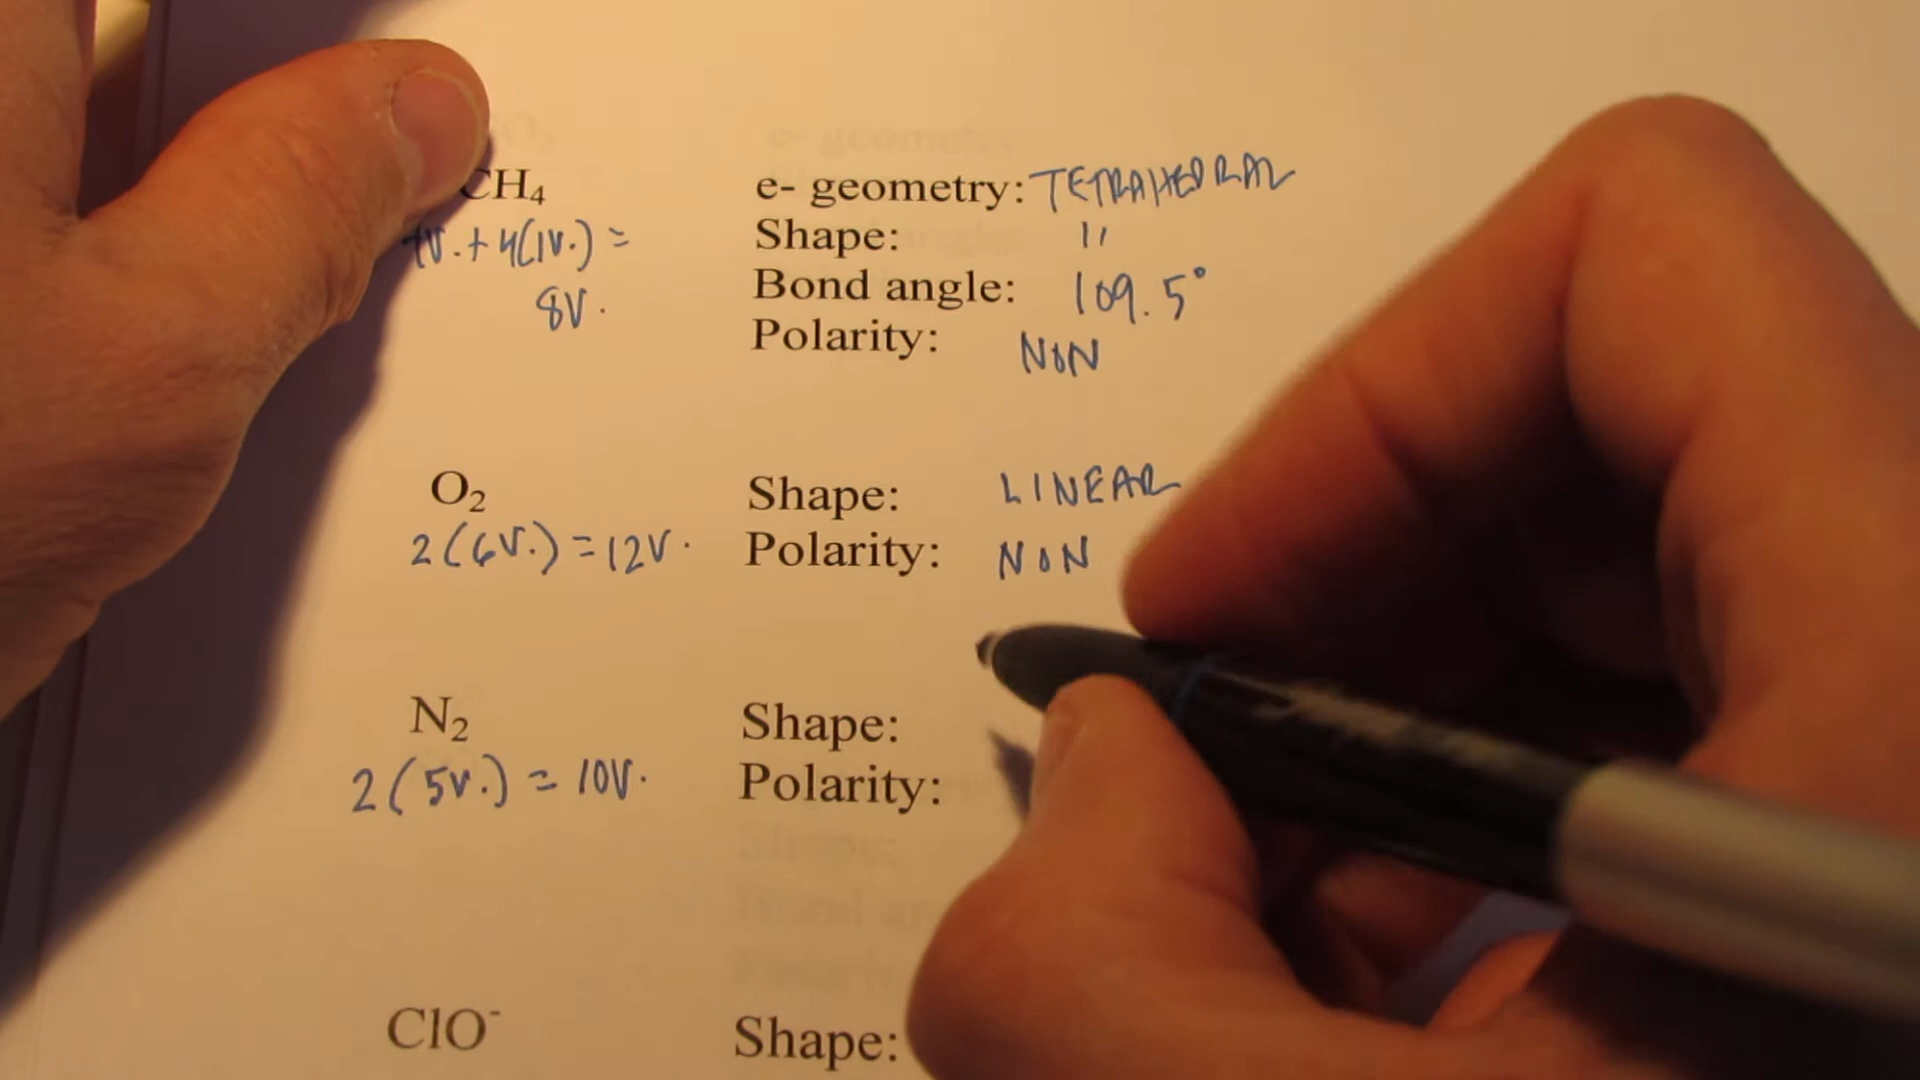 CH4 e- geometry: TETRAHEDRAL
4V. + 4(1V.) = Shape: 11
8V. Bond angle: 109.5°
Polarity: NON
O2 Shape: LINEAR
2(6V.) = 12V. Polarity: NON
N2 Shape:
2(5V.) = 10V. Polarity:
ClO- Shape: